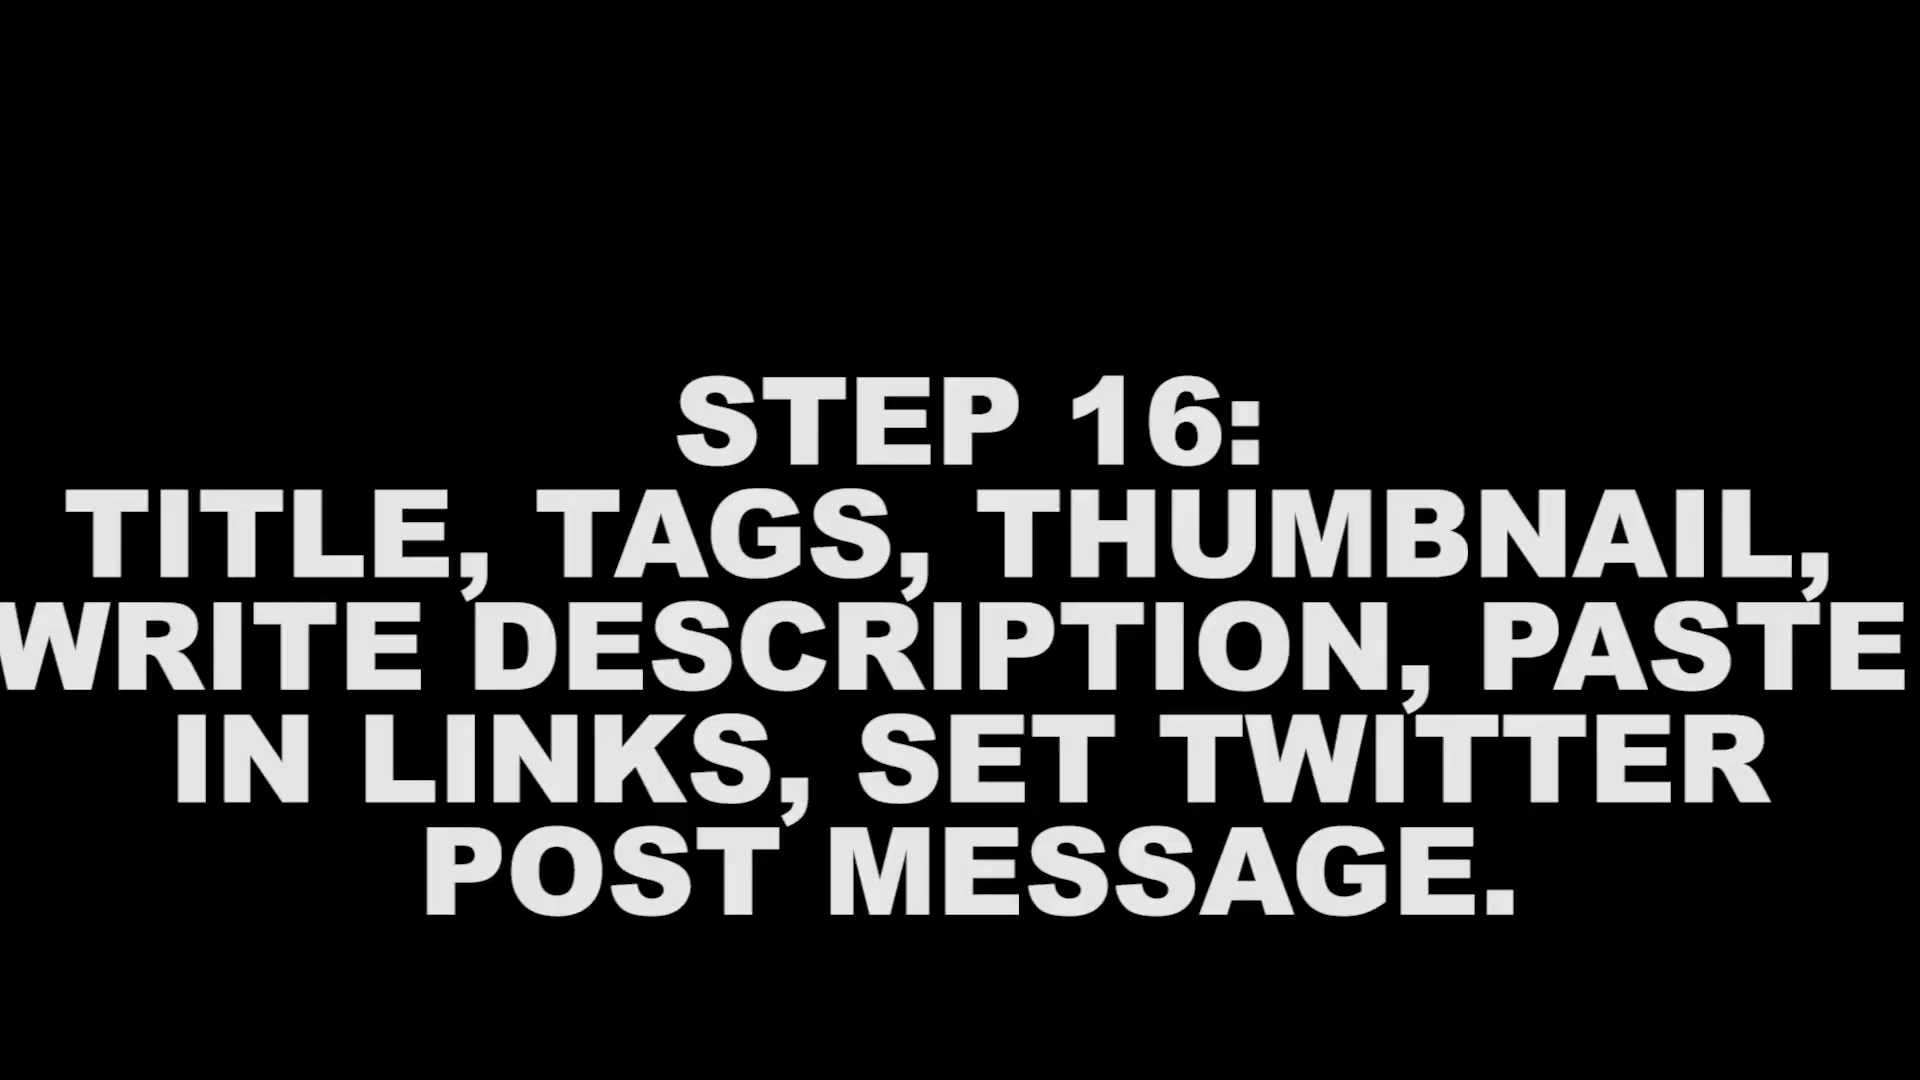 STEP 16:
TITLE, TAGS, THUMBNAIL,
WRITE DESCRIPTION, PASTE
IN LINKS, SET TWITTER
POST MESSAGE.